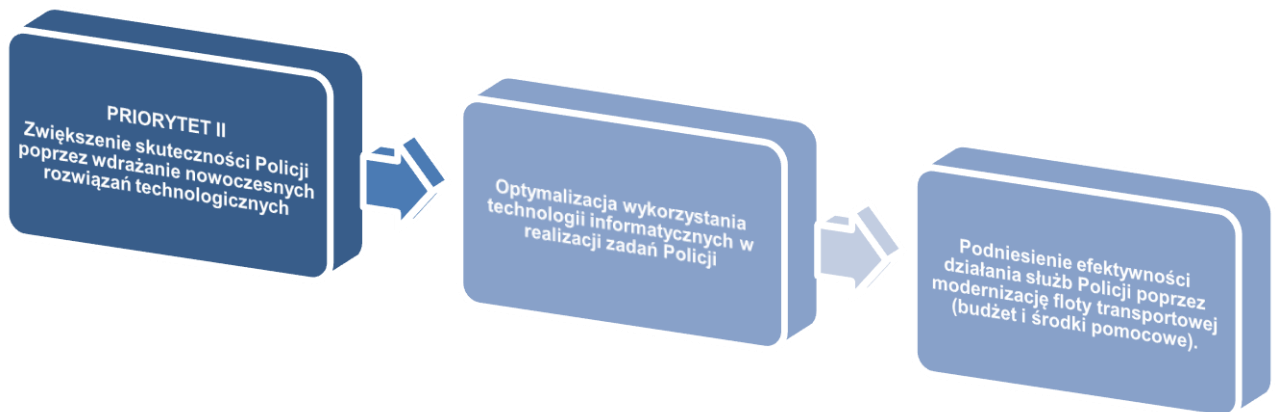 PRIORYTET II
Zwiększenie skuteczności Policji
poprzez wdrażanie nowoczesnych
rozwiązań technologicznych
Optymalizacja wykorzystania
technologii informatycznych w
realizacji zadań Policji
Podniesienie efektywności
działania służb Policji poprzez
modernizację floty transportowej
(budżet i środki pomocowe).